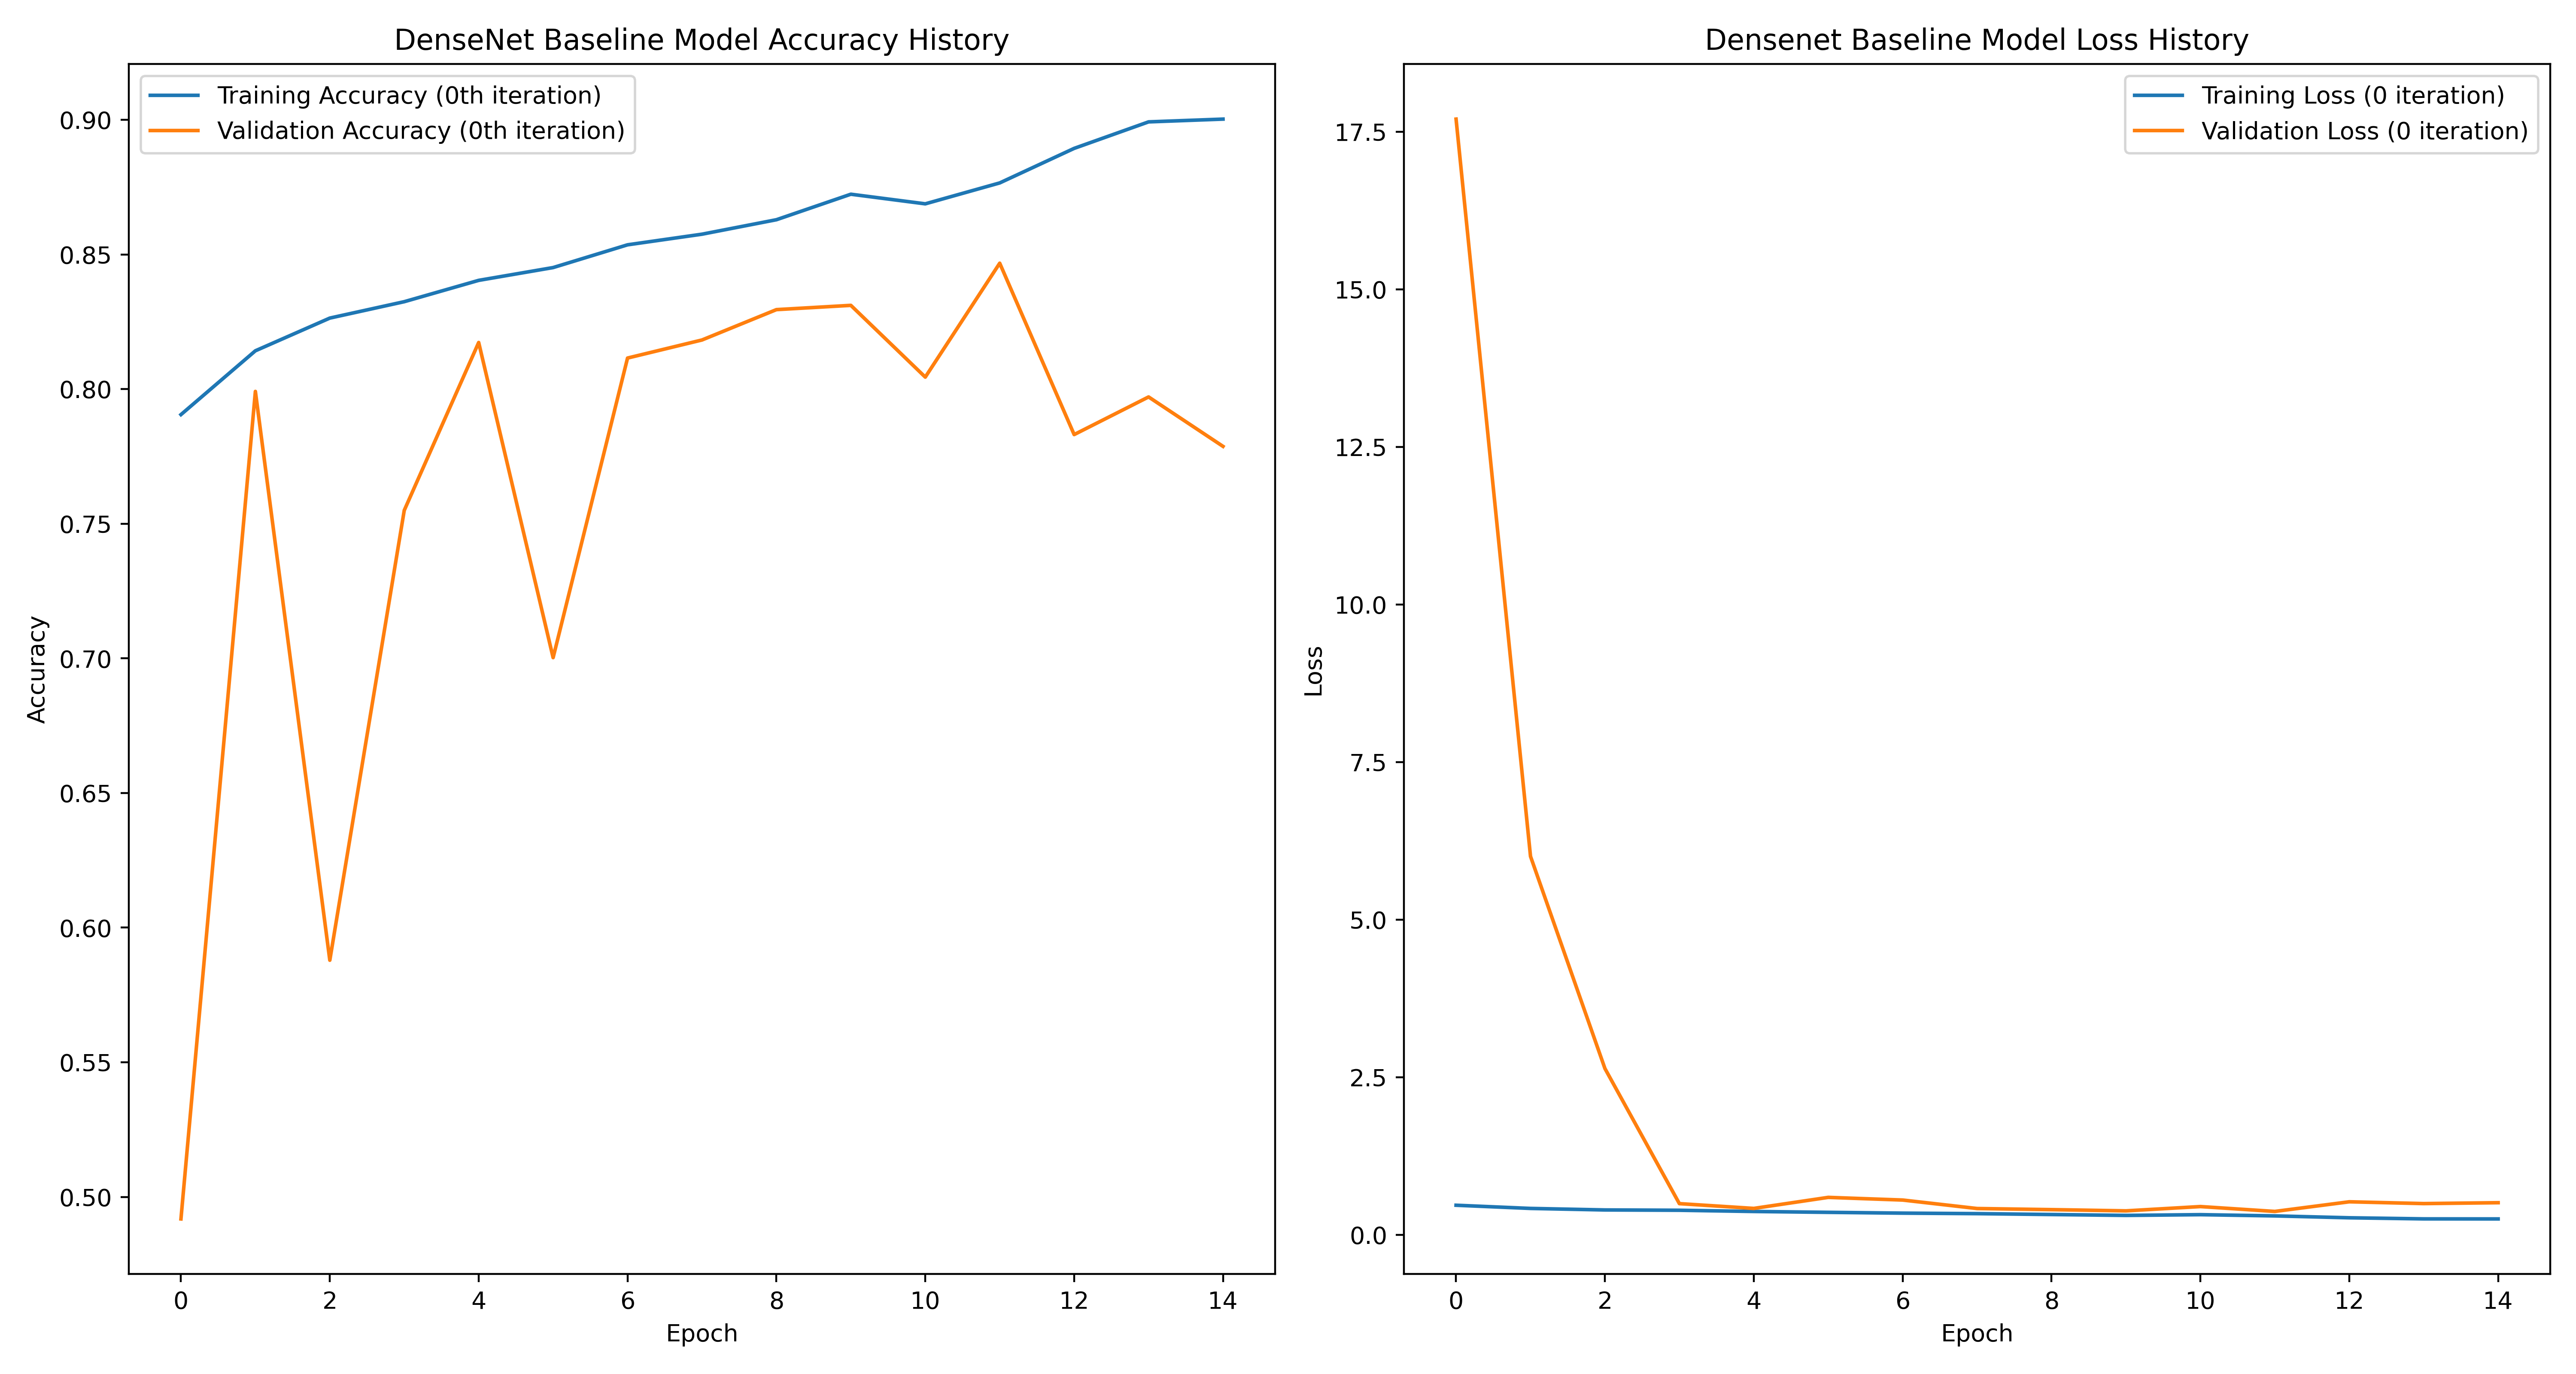 DenseNet Baseline Model Accuracy History
Training Accuracy (0th iteration)
Validation Accuracy (0th iteration)
0.90
0.85
0.80
0.75
0.70
0.65
0.60
0.55
0.50
Accuracy
0 2 4 6 8 10 12 14
Epoch
Densenet Baseline Model Loss History
Training Loss (0 iteration)
Validation Loss (0 iteration)
17.5
15.0
12.5
10.0
7.5
5.0
2.5
0.0
Loss
0 2 4 6 8 10 12 14
Epoch